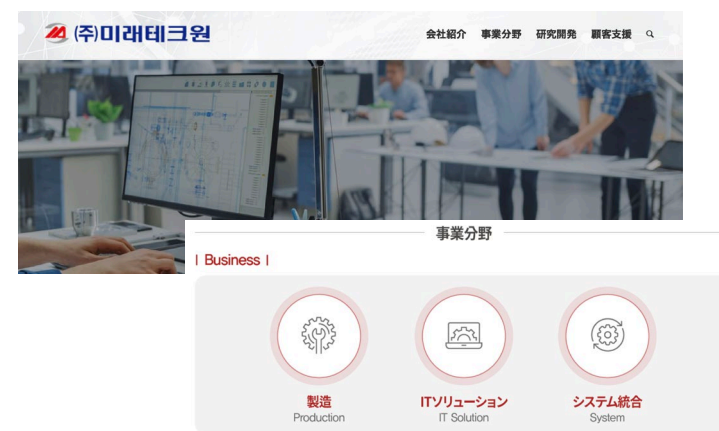 (주)미래테크원
会社紹介 事業分野 研究開発 顧客支援
事業分野
| Business |
製造 ITソリューション システム統合
Production IT Solution System